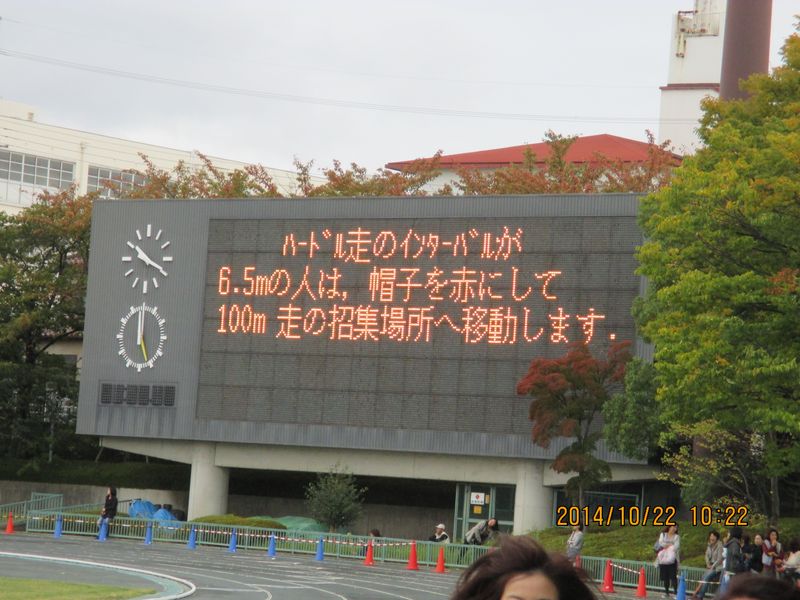 ﾊｰﾄﾞﾙ走のｲﾝﾀｰﾊﾞﾙが
6.5mの人は, 帽子を赤にして
100m 走の招集場所へ移動します.
2014/10/22 10:22